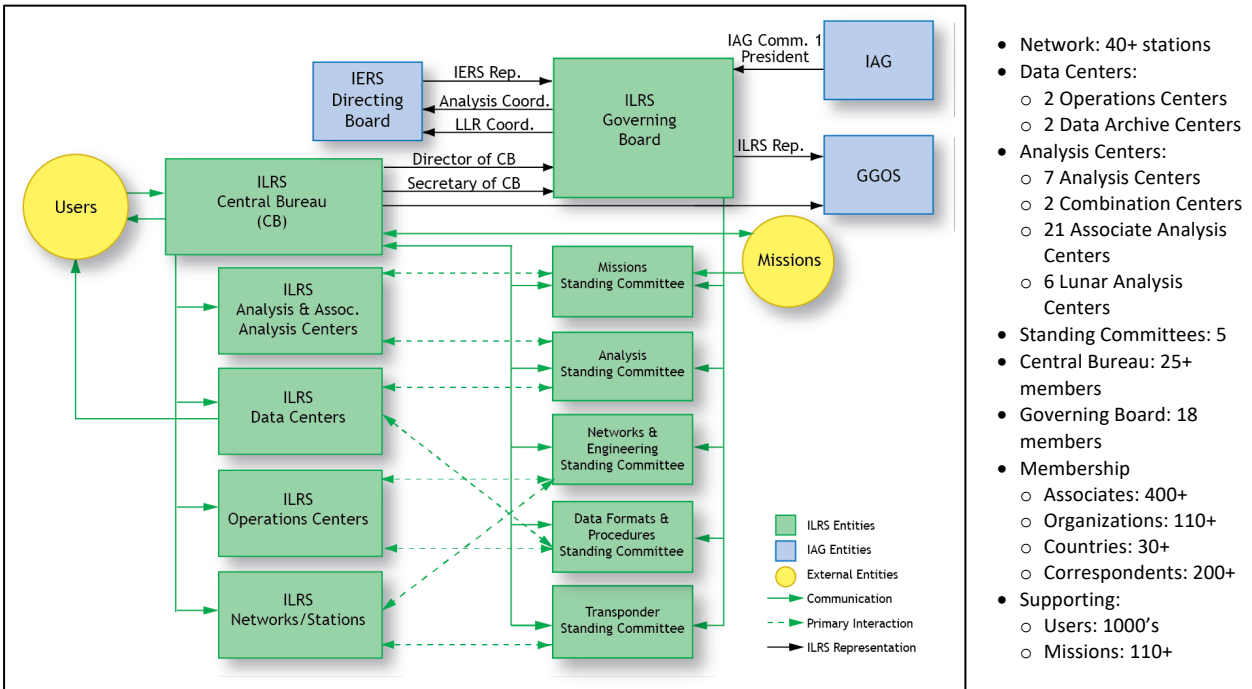 IAG Comm. 1
President
IAG
IERS
Directing
Board
IERS Rep.
Analysis Coord.
LLR Coord.
ILRS
Governing
Board
ILRS Rep.
GGOS
Director of CB
Secretary of CB
Users
ILRS
Central Bureau
(CB)
Missions
ILRS
Analysis & Assoc.
Analysis Centers
ILRS
Data Centers
ILRS
Operations Centers
ILRS
Networks/Stations
Missions
Standing Committee
Analysis
Standing Committee
Networks &
Engineering
Standing Committee
Data Formats &
Procedures
Standing Committee
Transponder
Standing Committee
ILRS Entities
IAG Entities
External Entities
Communication
Primary Interaction
ILRS Representation
• Network: 40+ stations
• Data Centers:
o 2 Operations Centers
o 2 Data Archive Centers
• Analysis Centers:
o 7 Analysis Centers
o 2 Combination Centers
o 21 Associate Analysis
Centers
o 6 Lunar Analysis
Centers
• Standing Committees: 5
• Central Bureau: 25+
members
• Governing Board: 18
members
• Membership
o Associates: 400+
o Organizations: 110+
o Countries: 30+
o Correspondents: 200+
• Supporting:
o Users: 1000’s
o Missions: 110+